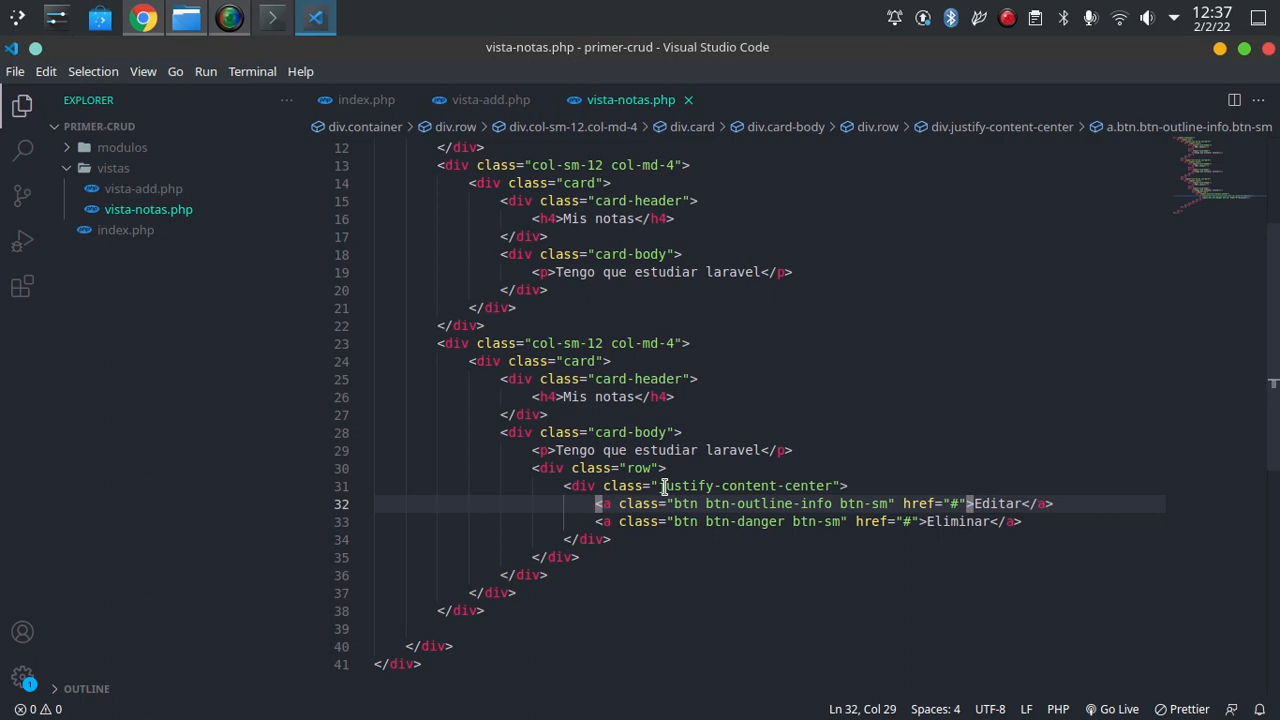 12:37
2/2/22
vista-notas.php - primer-crud - Visual Studio Code
File Edit Selection View Go Run Terminal Help
EXPLORER
PRIMER-CRUD
modulos
vistas
vista-add.php
vista-notas.php
index.php
OUTLINE
index.php vista-add.php vista-notas.php
div.container div.row div.col-sm-12.col-md-4 div.card div.card-body div.row div.justify-content-center a.btn.btn-outline-info.btn-sm
12 </div>
13 <div class="col-sm-12 col-md-4">
14 <div class="card">
15 <div class="card-header">
16 <h4>Mis notas</h4>
17 </div>
18 <div class="card-body">
19 <p>Tengo que estudiar laravel</p>
20 </div>
21 </div>
22 </div>
23 <div class="col-sm-12 col-md-4">
24 <div class="card">
25 <div class="card-header">
26 <h4>Mis notas</h4>
27 </div>
28 <div class="card-body">
29 <p>Tengo que estudiar laravel</p>
30 <div class="row">
31 <div class="justify-content-center">
32 <a class="btn btn-outline-info btn-sm" href="#">Editar</a>
33 <a class="btn btn-danger btn-sm" href="#">Eliminar</a>
34 </div>
35 </div>
36 </div>
37 </div>
38 </div>
39
40 </div>
41 </div>
1
0 0 Ln 32, Col 29 Spaces: 4 UTF-8 LF PHP Go Live Prettier